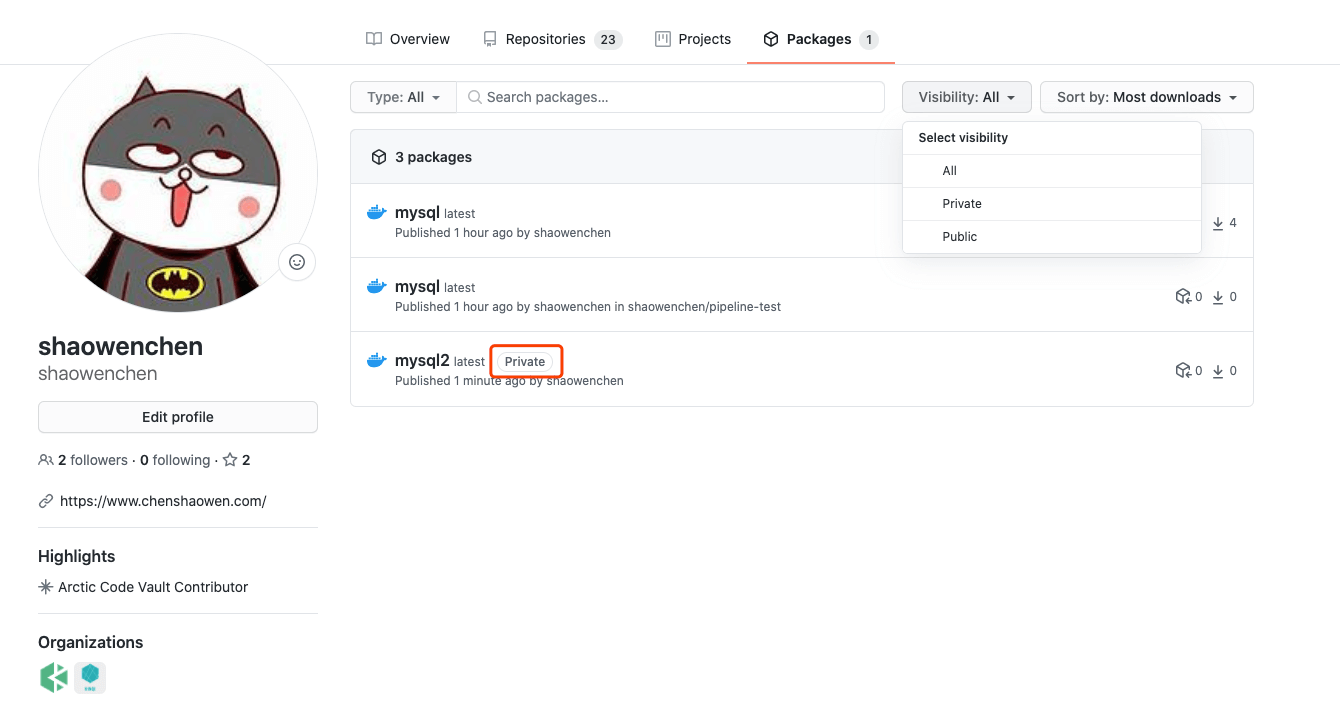 Overview Repositories 23 Projects Packages 1
Type: All Search packages... Visibility: All Sort by: Most downloads
Select visibility
All
Private
Public
3 packages
mysql latest
Published 1 hour ago by shaowenchen
4
mysql latest
Published 1 hour ago by shaowenchen in shaowenchen/pipeline-test
0 0
mysql2 latest Private
Published 1 minute ago by shaowenchen
0 0
shaowenchen
shaowenchen
Edit profile
2 followers · 0 following · 2
https://www.chenshaowen.com/
Highlights
Arctic Code Vault Contributor
Organizations